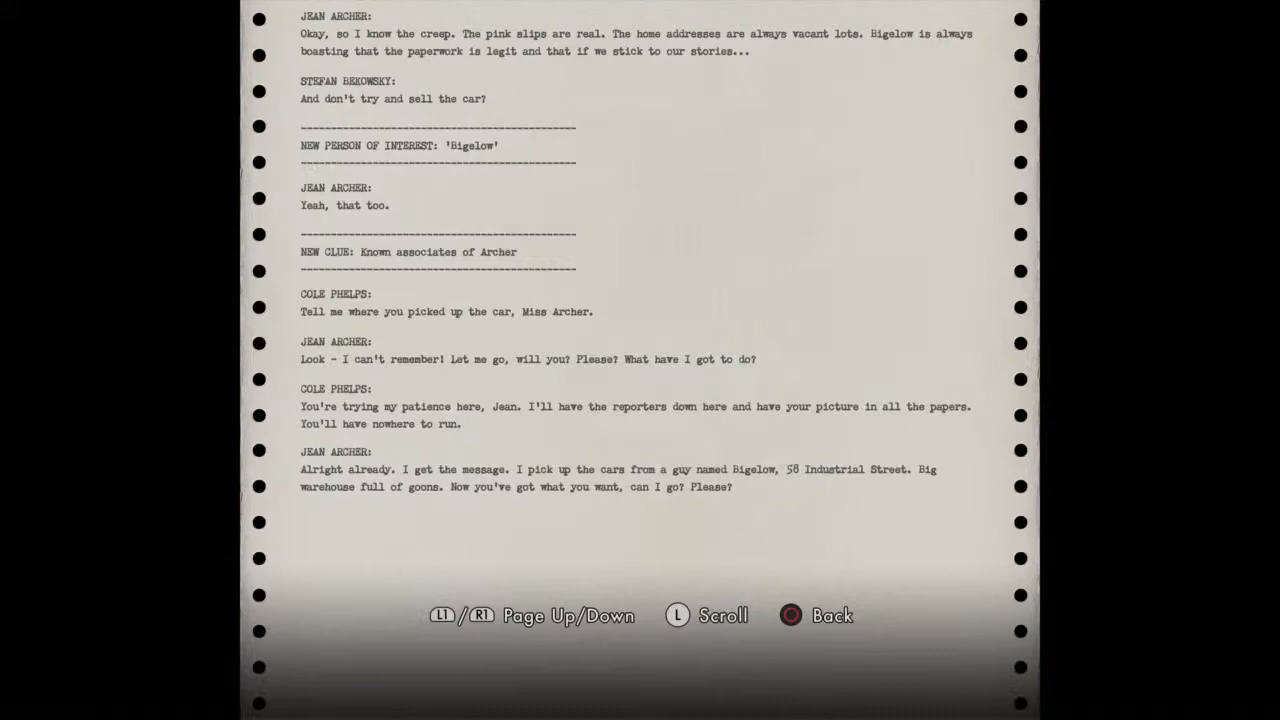 JEAN ARCHER:
Okay, so I know the creep. The pink slips are real. The home addresses are always vacant lots. Bigelow is always
boasting that the paperwork is legit and that if we stick to our stories...
STEFAN BEKOWSKY:
And don't try and sell the car?
------------------------------------------------
NEW PERSON OF INTEREST: 'Bigelow'
------------------------------------------------
JEAN ARCHER:
Yeah, that too.
------------------------------------------------
NEW CLUE: Known associates of Archer
------------------------------------------------
COLE PHELPS:
Tell me where you picked up the car, Miss Archer.
JEAN ARCHER:
Look - I can't remember! Let me go, will you? Please? What have I got to do?
COLE PHELPS:
You're trying my patience here, Jean. I'll have the reporters down here and have your picture in all the papers.
You'll have nowhere to run.
JEAN ARCHER:
Alright already. I get the message. I pick up the cars from a guy named Bigelow, 58 Industrial Street. Big
warehouse full of goons. Now you've got what you want, can I go? Please?
L1/R1 Page Up/Down L Scroll Back